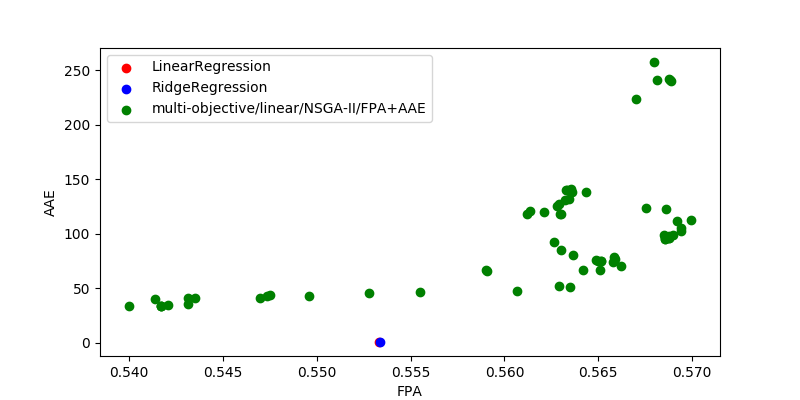 LinearRegression
RidgeRegression
multi-objective/linear/NSGA-II/FPA+AAE
250
200
150
100
50
0
AAE
0.540 0.545 0.550 0.555 0.560 0.565 0.570
FPA